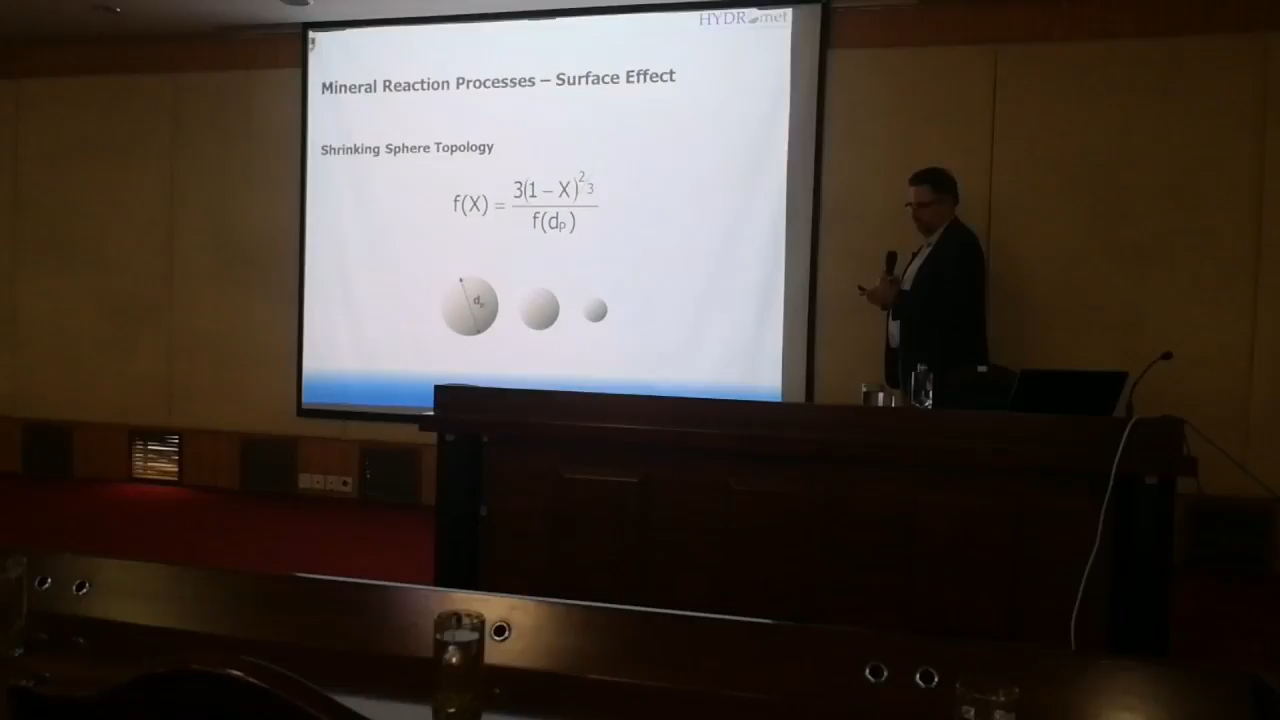 HYDRomet
Mineral Reaction Processes – Surface Effect
Shrinking Sphere Topology
f(X) = 3(1 – X)^2/3 / f(dₚ)
dₚ